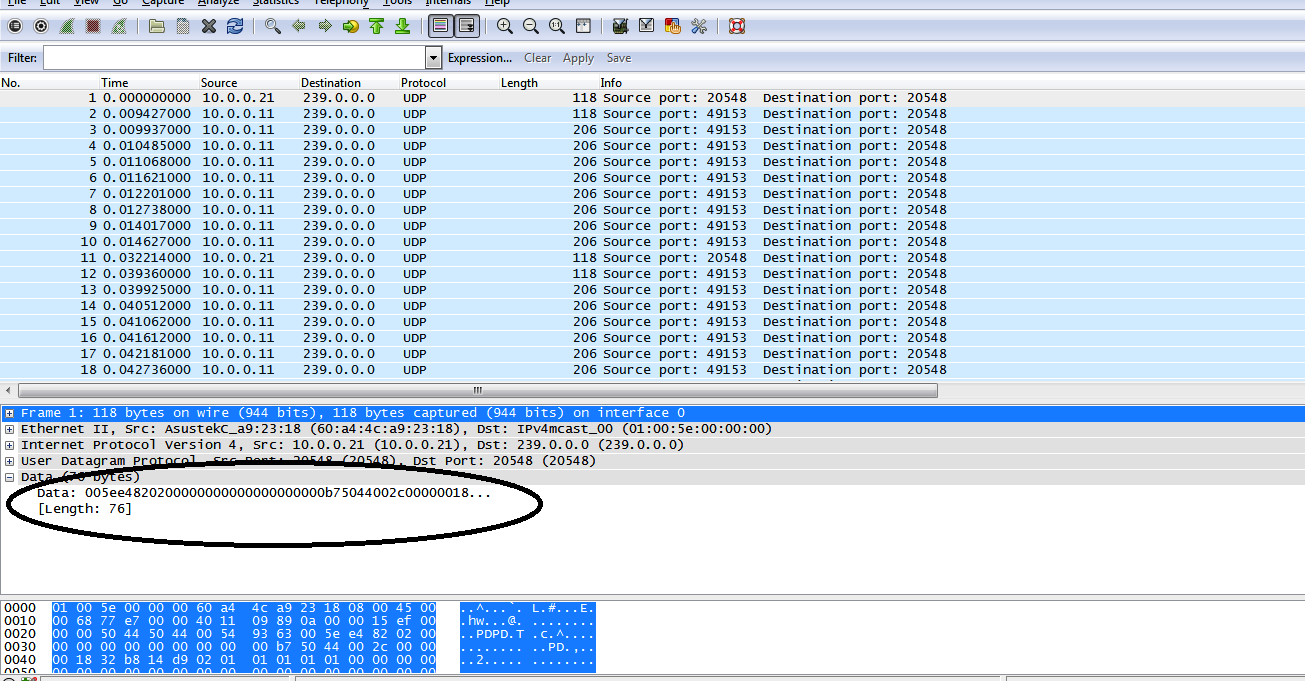 File Edit View Go Capture Analyze Statistics Telephony Tools Internals Help
Filter: Expression... Clear Apply Save
No. Time Source Destination Protocol Length Info
1 0.000000000 10.0.0.21 239.0.0.0 UDP 118 Source port: 20548 Destination port: 20548
2 0.009427000 10.0.0.11 239.0.0.0 UDP 118 Source port: 49153 Destination port: 20548
3 0.009937000 10.0.0.11 239.0.0.0 UDP 206 Source port: 49153 Destination port: 20548
4 0.010485000 10.0.0.11 239.0.0.0 UDP 206 Source port: 49153 Destination port: 20548
5 0.011068000 10.0.0.11 239.0.0.0 UDP 206 Source port: 49153 Destination port: 20548
6 0.011621000 10.0.0.11 239.0.0.0 UDP 206 Source port: 49153 Destination port: 20548
7 0.012201000 10.0.0.11 239.0.0.0 UDP 206 Source port: 49153 Destination port: 20548
8 0.012738000 10.0.0.11 239.0.0.0 UDP 206 Source port: 49153 Destination port: 20548
9 0.014017000 10.0.0.11 239.0.0.0 UDP 206 Source port: 49153 Destination port: 20548
10 0.014627000 10.0.0.11 239.0.0.0 UDP 206 Source port: 49153 Destination port: 20548
11 0.032214000 10.0.0.21 239.0.0.0 UDP 118 Source port: 20548 Destination port: 20548
12 0.039360000 10.0.0.11 239.0.0.0 UDP 118 Source port: 49153 Destination port: 20548
13 0.039925000 10.0.0.11 239.0.0.0 UDP 206 Source port: 49153 Destination port: 20548
14 0.040512000 10.0.0.11 239.0.0.0 UDP 206 Source port: 49153 Destination port: 20548
15 0.041062000 10.0.0.11 239.0.0.0 UDP 206 Source port: 49153 Destination port: 20548
16 0.041612000 10.0.0.11 239.0.0.0 UDP 206 Source port: 49153 Destination port: 20548
17 0.042181000 10.0.0.11 239.0.0.0 UDP 206 Source port: 49153 Destination port: 20548
18 0.042736000 10.0.0.11 239.0.0.0 UDP 206 Source port: 49153 Destination port: 20548
Frame 1: 118 bytes on wire (944 bits), 118 bytes captured (944 bits) on interface 0
Ethernet II, Src: AsustekC_a9:23:18 (60:a4:4c:a9:23:18), Dst: IPv4mcast_00 (01:00:5e:00:00:00)
Internet Protocol Version 4, Src: 10.0.0.21 (10.0.0.21), Dst: 239.0.0.0 (239.0.0.0)
User Datagram Protocol, Src Port: 20548 (20548), Dst Port: 20548 (20548)
Data (76 bytes)
Data: 005ee4820200000000000000000000b75044002c00000018...
[Length: 76]
0000 01 00 5e 00 00 00 60 a4 4c a9 23 18 08 00 45 00 ..^...`. L.#...E.
0010 00 68 77 e7 00 00 40 11 09 89 0a 00 00 15 ef 00 .hw...@. ........
0020 00 00 50 44 50 44 00 54 93 63 00 5e e4 82 02 00 ..PDPD.T .c.^....
0030 00 00 00 00 00 00 00 00 00 b7 50 44 00 2c 00 00 ........ ..PD.,..
0040 00 18 32 b8 14 d9 02 01 01 01 01 01 00 00 00 00 ..2..... ........
0050 00 00 00 00 00 00 00 00 00 00 00 00 00 00 00 00